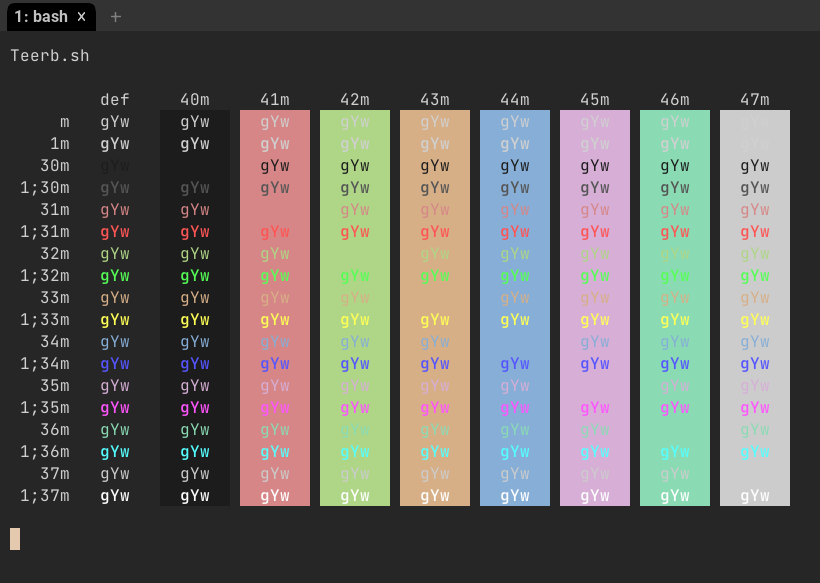 1: bash × +
Teerb.sh
def 40m 41m 42m 43m 44m 45m 46m 47m
m gYw gYw gYw gYw gYw gYw gYw gYw
1m gYw gYw gYw gYw gYw gYw gYw gYw
30m gYw gYw gYw gYw gYw gYw gYw gYw
1;30m gYw gYw gYw gYw gYw gYw gYw gYw gYw
31m gYw gYw gYw gYw gYw gYw gYw gYw
1;31m gYw gYw gYw gYw gYw gYw gYw gYw gYw
32m gYw gYw gYw gYw gYw gYw gYw gYw
1;32m gYw gYw gYw gYw gYw gYw gYw gYw gYw
33m gYw gYw gYw gYw gYw gYw gYw gYw
1;33m gYw gYw gYw gYw gYw gYw gYw gYw gYw
34m gYw gYw gYw gYw gYw gYw gYw gYw
1;34m gYw gYw gYw gYw gYw gYw gYw gYw gYw
35m gYw gYw gYw gYw gYw gYw gYw gYw
1;35m gYw gYw gYw gYw gYw gYw gYw gYw gYw
36m gYw gYw gYw gYw gYw gYw gYw gYw
1;36m gYw gYw gYw gYw gYw gYw gYw gYw gYw
37m gYw gYw gYw gYw gYw gYw gYw gYw
1;37m gYw gYw gYw gYw gYw gYw gYw gYw gYw